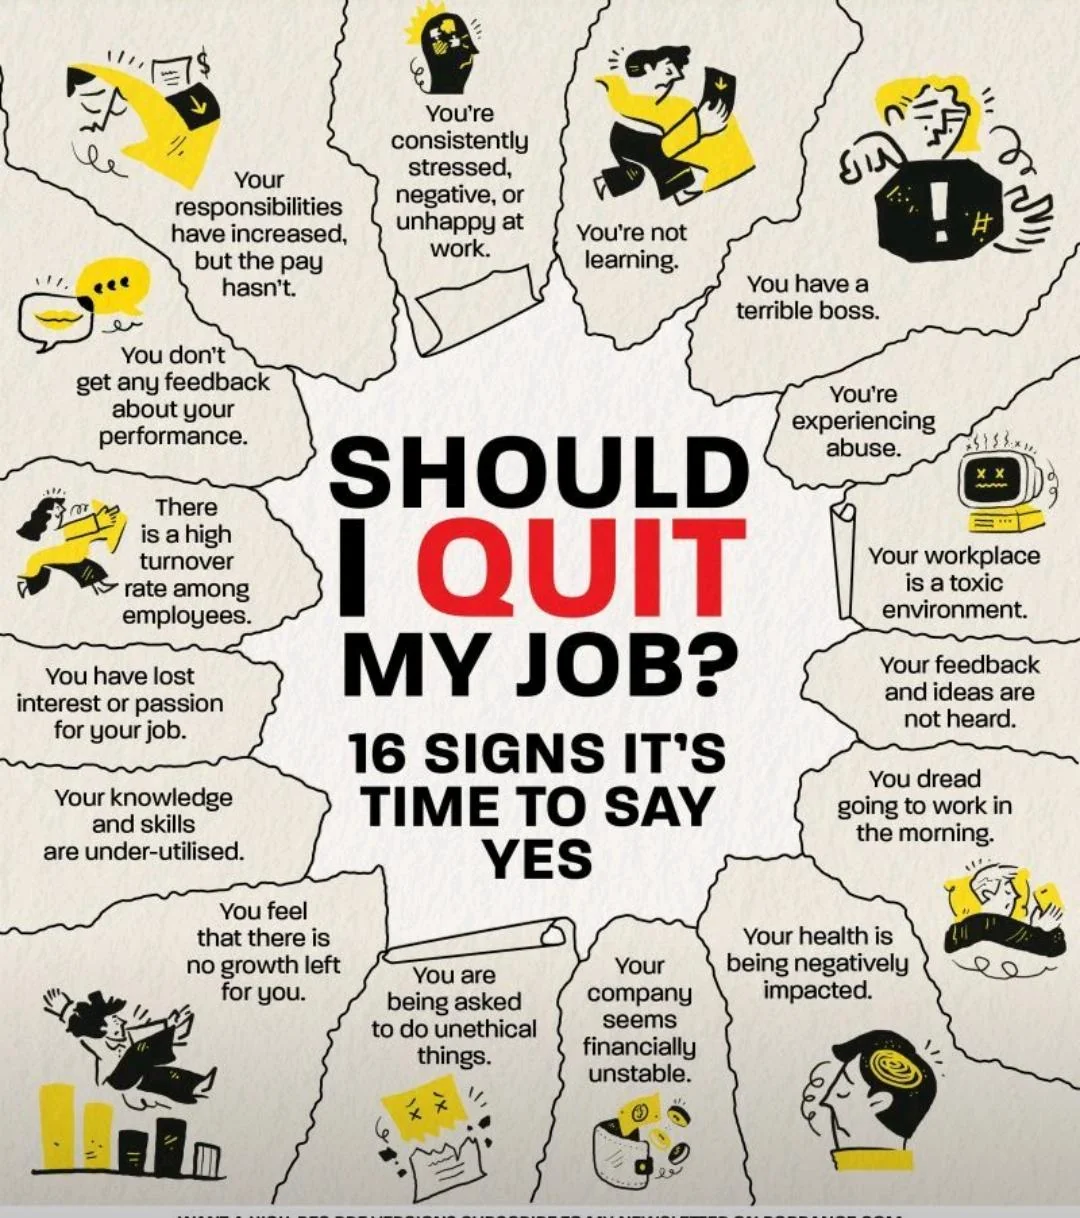 SHOULD
I QUIT
MY JOB?
16 SIGNS IT'S
TIME TO SAY
YES
You're
consistently
stressed,
negative, or
unhappy at
work.
You're not
learning.
You have a
terrible boss.
You're
experiencing
abuse.
Your workplace
is a toxic
environment.
Your feedback
and ideas are
not heard.
You dread
going to work in
the morning.
Your health is
being negatively
impacted.
Your
company
seems
financially
unstable.
You are
being asked
to do unethical
things.
You feel
that there is
no growth left
for you.
Your knowledge
and skills
are under-utilised.
You have lost
interest or passion
for your job.
There
is a high
turnover
rate among
employees.
You don't
get any feedback
about your
performance.
Your
responsibilities
have increased,
but the pay
hasn't.
$
!
#